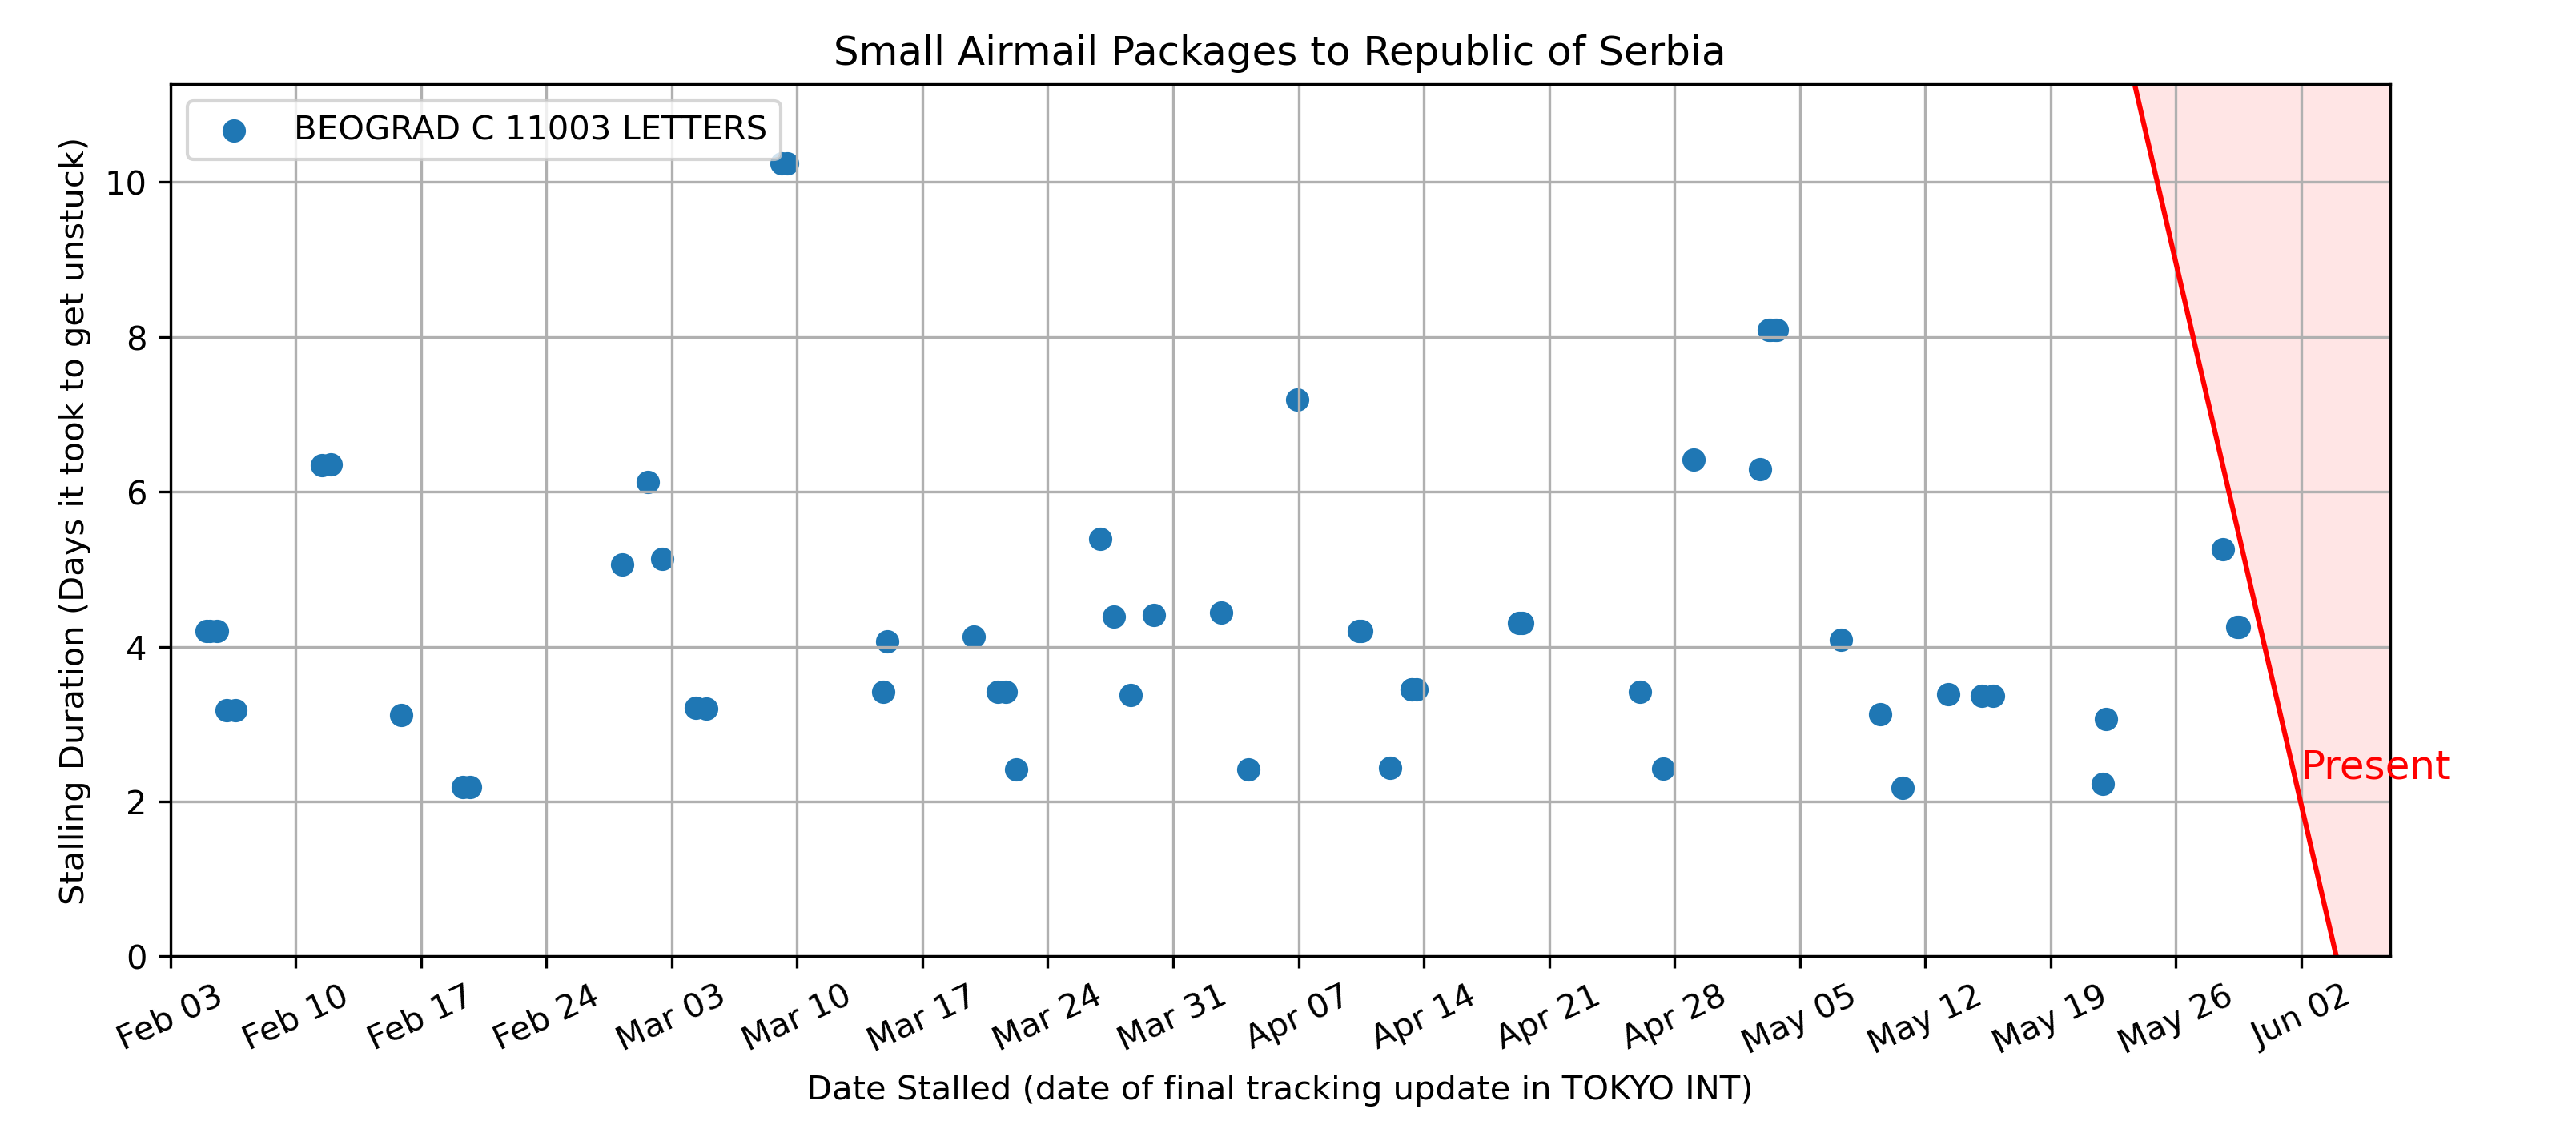 Small Airmail Packages to Republic of Serbia
BEOGRAD C 11003 LETTERS
Stalling Duration (Days it took to get unstuck)
10
8
6
4
2
0
Present
Feb 03 Feb 10 Feb 17 Feb 24 Mar 03 Mar 10 Mar 17 Mar 24 Mar 31 Apr 07 Apr 14 Apr 21 Apr 28 May 05 May 12 May 19 May 26 Jun 02
Date Stalled (date of final tracking update in TOKYO INT)